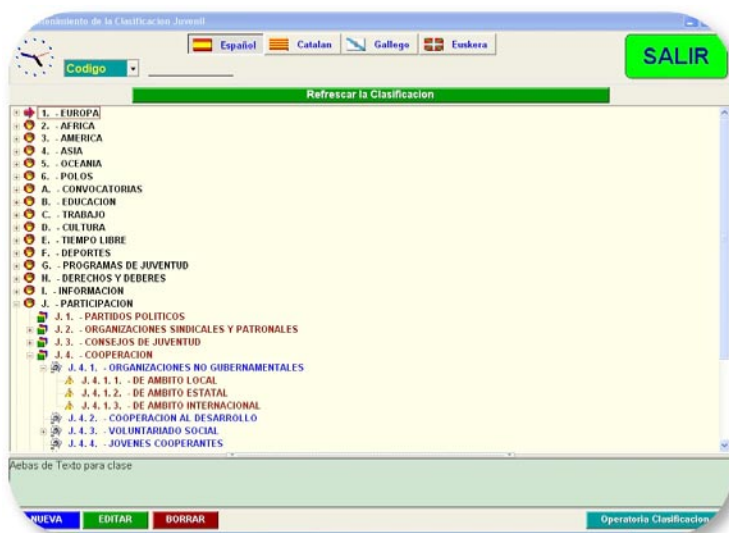 tenimiento de la Clasificacion Juvenil
Español Catalan Gallego Euskera
SALIR
Codigo
Refrescar la Clasificacion
1. - EUROPA
2. - AFRICA
3. - AMERICA
4. - ASIA
5. - OCEANIA
6. - POLOS
A. - CONVOCATORIAS
B. - EDUCACION
C. - TRABAJO
D. - CULTURA
E. - TIEMPO LIBRE
F. - DEPORTES
G. - PROGRAMAS DE JUVENTUD
H. - DERECHOS Y DEBERES
I. - INFORMACION
J. - PARTICIPACION
J. 1. - PARTIDOS POLITICOS
J. 2. - ORGANIZACIONES SINDICALES Y PATRONALES
J. 3. - CONSEJOS DE JUVENTUD
J. 4. - COOPERACION
J. 4. 1. - ORGANIZACIONES NO GUBERNAMENTALES
J. 4. 1. 1. - DE AMBITO LOCAL
J. 4. 1. 2. - DE AMBITO ESTATAL
J. 4. 1. 3. - DE AMBITO INTERNACIONAL
J. 4. 2. - COOPERACION AL DESARROLLO
J. 4. 3. - VOLUNTARIADO SOCIAL
J. 4. 4. - JOVENES COOPERANTES
Aebas de Texto para clase
NUEVA EDITAR BORRAR Operatoria Clasificacion